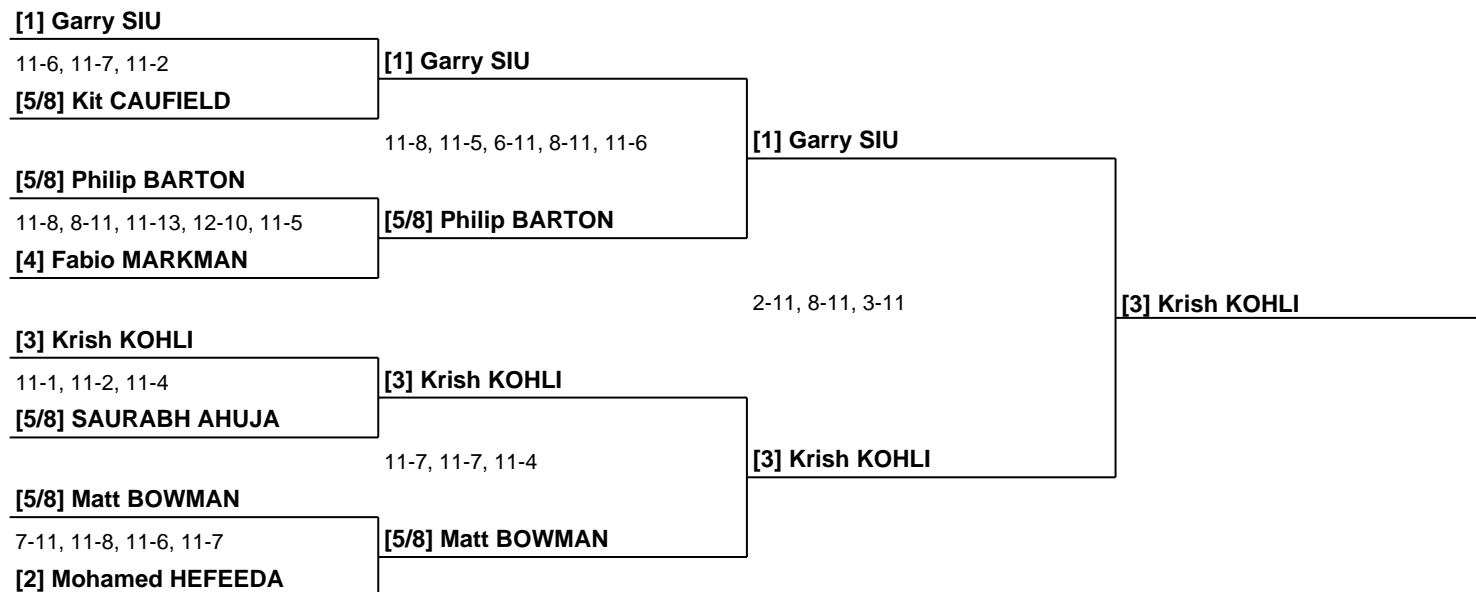 [1] Garry SIU
11-6, 11-7, 11-2
[5/8] Kit CAUFIELD
[1] Garry SIU
11-8, 11-5, 6-11, 8-11, 11-6
[5/8] Philip BARTON
11-8, 8-11, 11-13, 12-10, 11-5
[4] Fabio MARKMAN
[5/8] Philip BARTON
[1] Garry SIU
2-11, 8-11, 3-11
[3] Krish KOHLI
[3] Krish KOHLI
11-1, 11-2, 11-4
[5/8] SAURABH AHUJA
[3] Krish KOHLI
11-7, 11-7, 11-4
[3] Krish KOHLI
[5/8] Matt BOWMAN
7-11, 11-8, 11-6, 11-7
[2] Mohamed HEFEEDA
[5/8] Matt BOWMAN